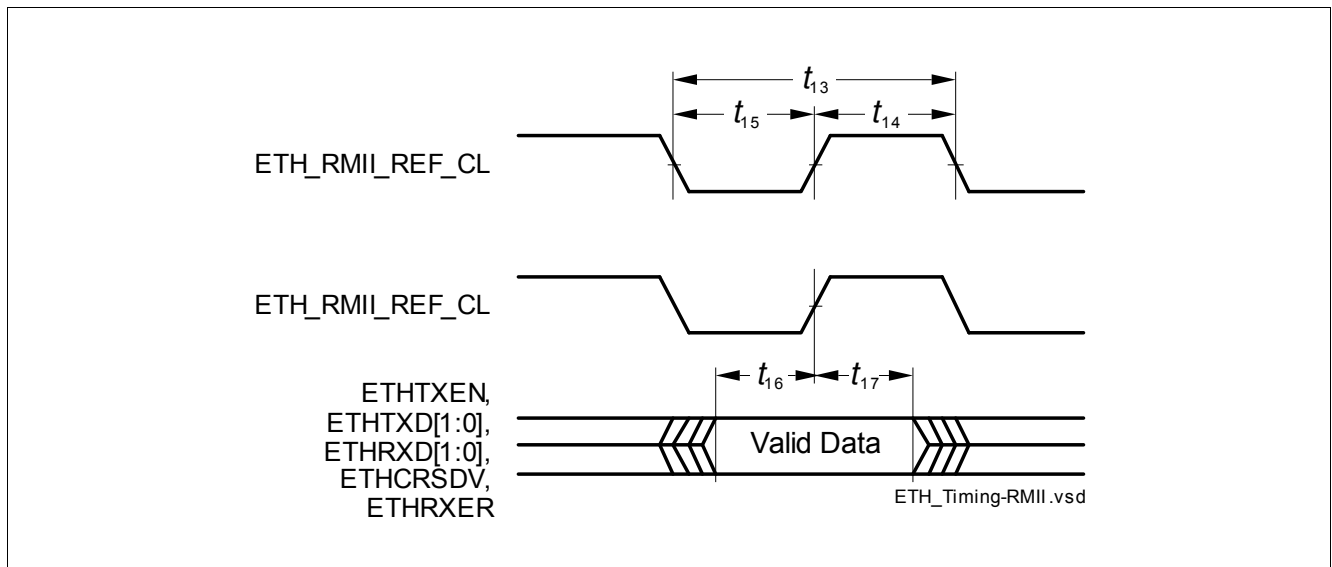 t13
t15
t14
ETH_RMII_REF_CL
ETH_RMII_REF_CL
t16
t17
ETHTXEN,
ETHTXD[1:0],
ETHRXD[1:0],
ETHCRSDV,
ETHRXER
Valid Data
ETH_Timing-RMII.vsd